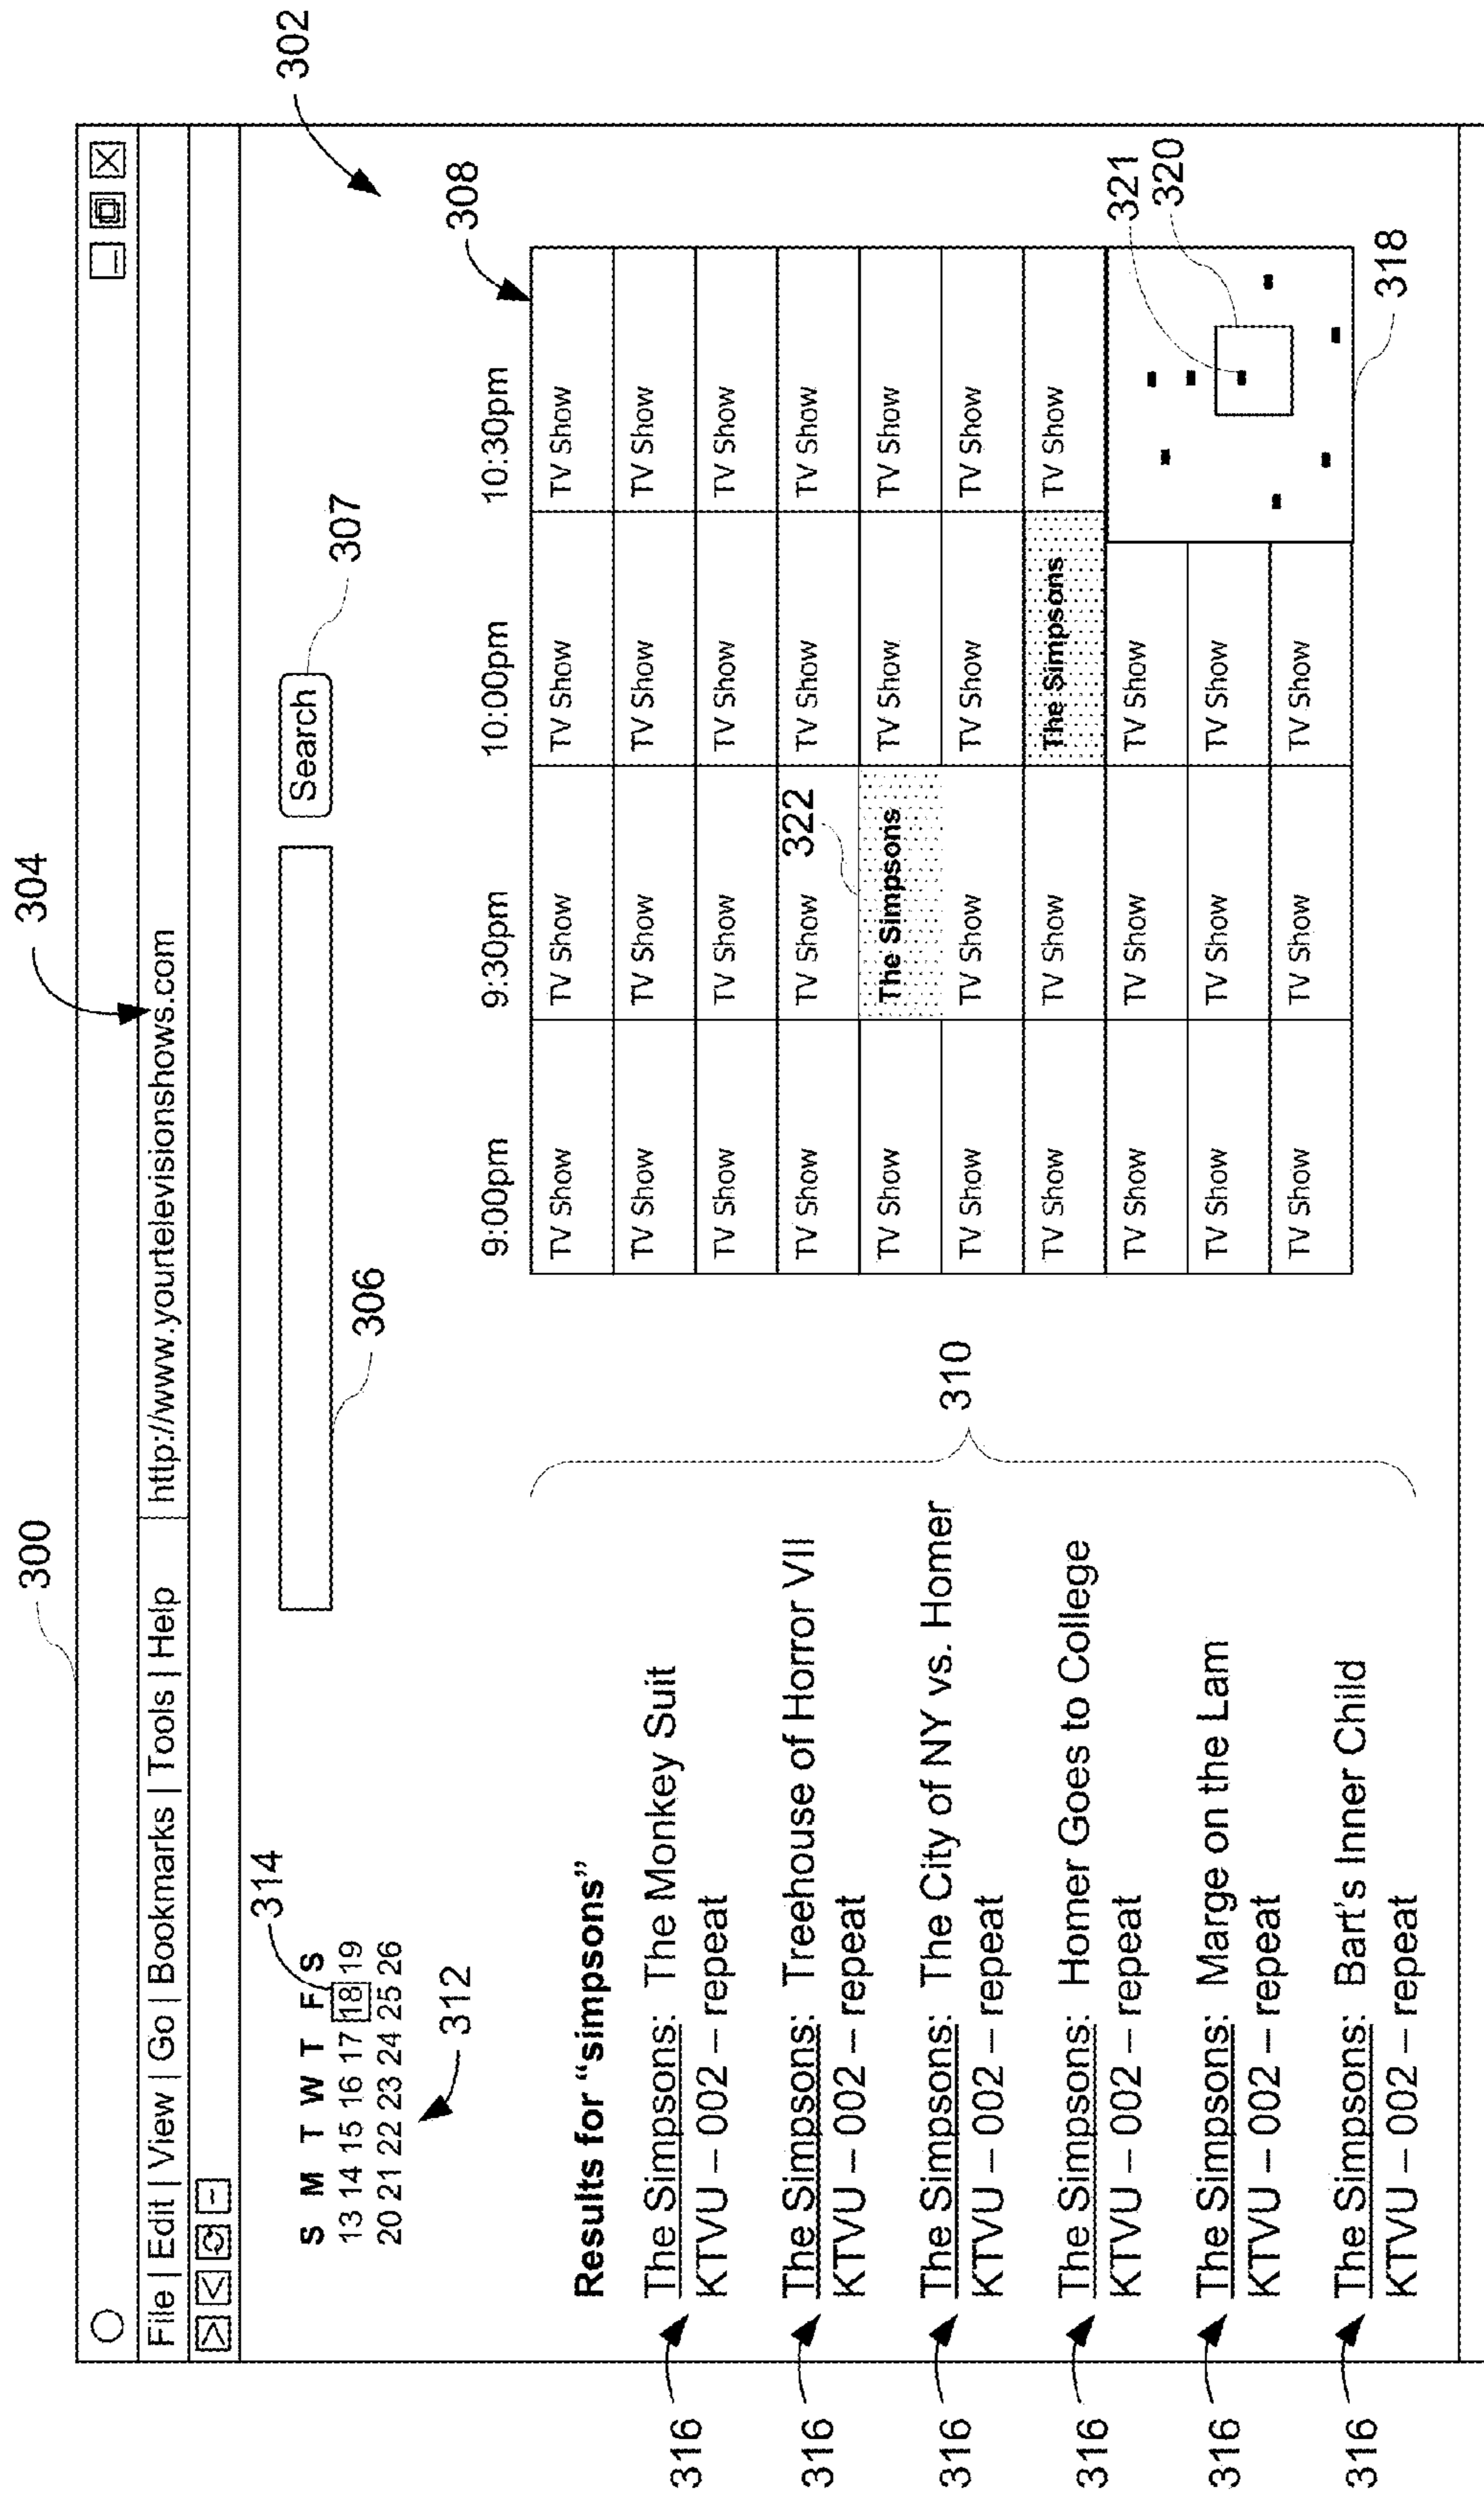 300
304
302
File | Edit | View | Go | Bookmarks | Tools | Help
http://www.yourtelevisionshows.com
314
S M T W T F S
13 14 15 16 17 18 19
20 21 22 23 24 25 26
312
306
Search
307
308
Results for “simpsons”
316
The Simpsons: The Monkey Suit
KTVU – 002 – repeat
316
The Simpsons: Treehouse of Horror VII
KTVU – 002 – repeat
316
The Simpsons: The City of NY vs. Homer
KTVU – 002 – repeat
316
The Simpsons: Homer Goes to College
KTVU – 002 – repeat
316
The Simpsons: Marge on the Lam
KTVU – 002 – repeat
316
The Simpsons: Bart's Inner Child
KTVU – 002 – repeat
310
9:00pm 9:30pm 10:00pm 10:30pm
TV Show TV Show TV Show TV Show
TV Show TV Show TV Show TV Show
TV Show TV Show TV Show TV Show
TV Show TV Show TV Show TV Show
322
TV Show The Simpsons TV Show TV Show
TV Show TV Show TV Show TV Show
TV Show TV Show The Simpsons TV Show
TV Show TV Show TV Show
TV Show TV Show TV Show
TV Show TV Show TV Show
321
320
318